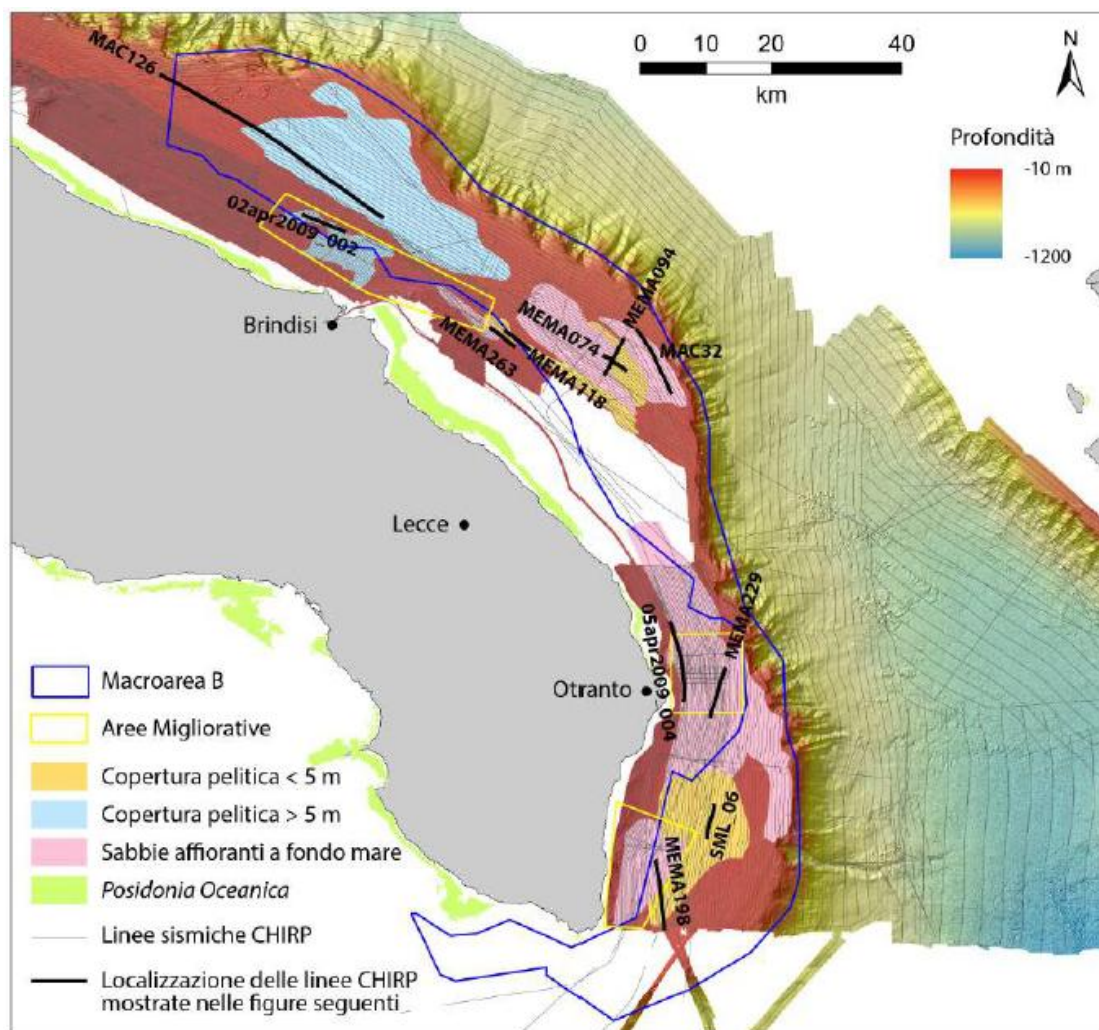 MAC126
0 10 20 40
km
N
Profondità
-10 m
-1200
02apr2009_002
Brindisi
MEMA094
MEMA074
MAC32
MEMA263
MEMA118
Lecce
05apr2009_004
MEMA229
Otranto
SML_06
MEMA198
Macroarea B
Aree Migliorative
Copertura pelitica < 5 m
Copertura pelitica > 5 m
Sabbie affioranti a fondo mare
Posidonia Oceanica
Linee sismiche CHIRP
Localizzazione delle linee CHIRP
mostrate nelle figure seguenti